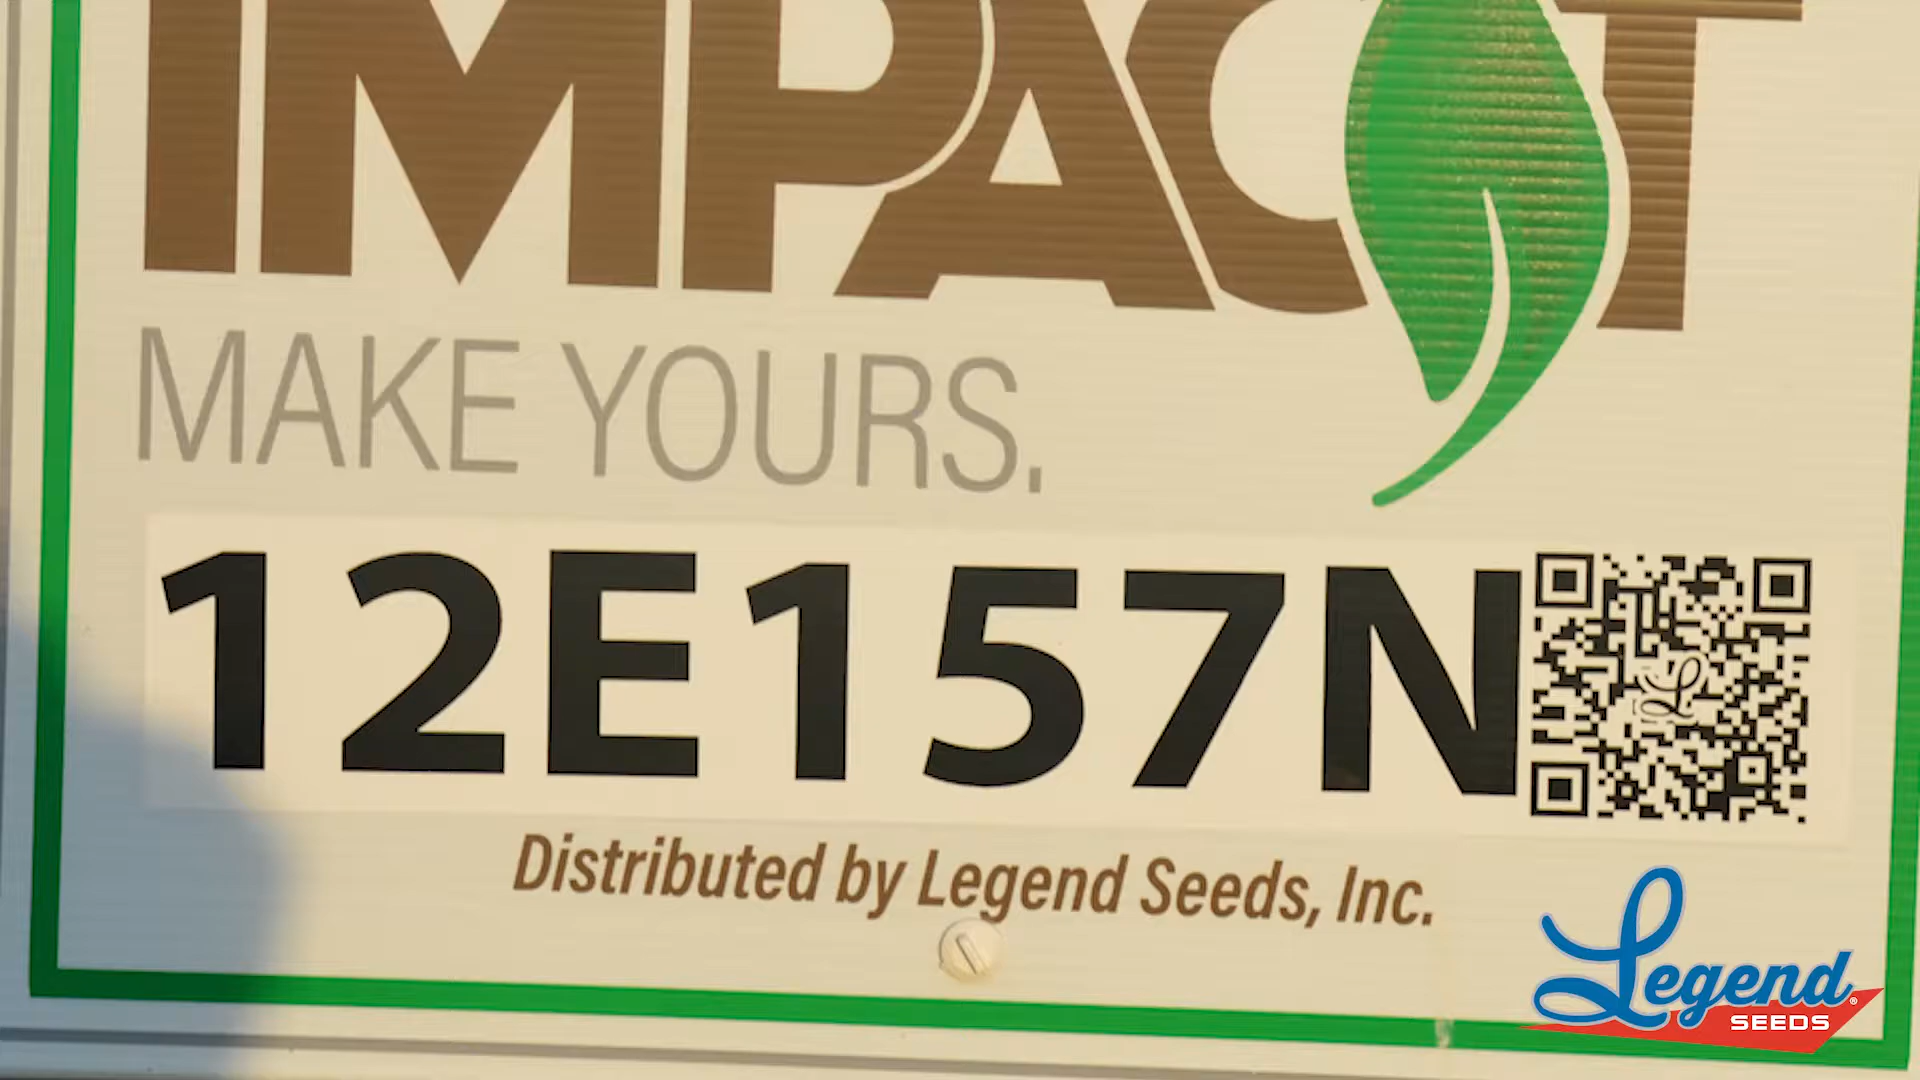 IMPACT
MAKE YOURS.
12E157N
Distributed by Legend Seeds, Inc.
Legend®
SEEDS